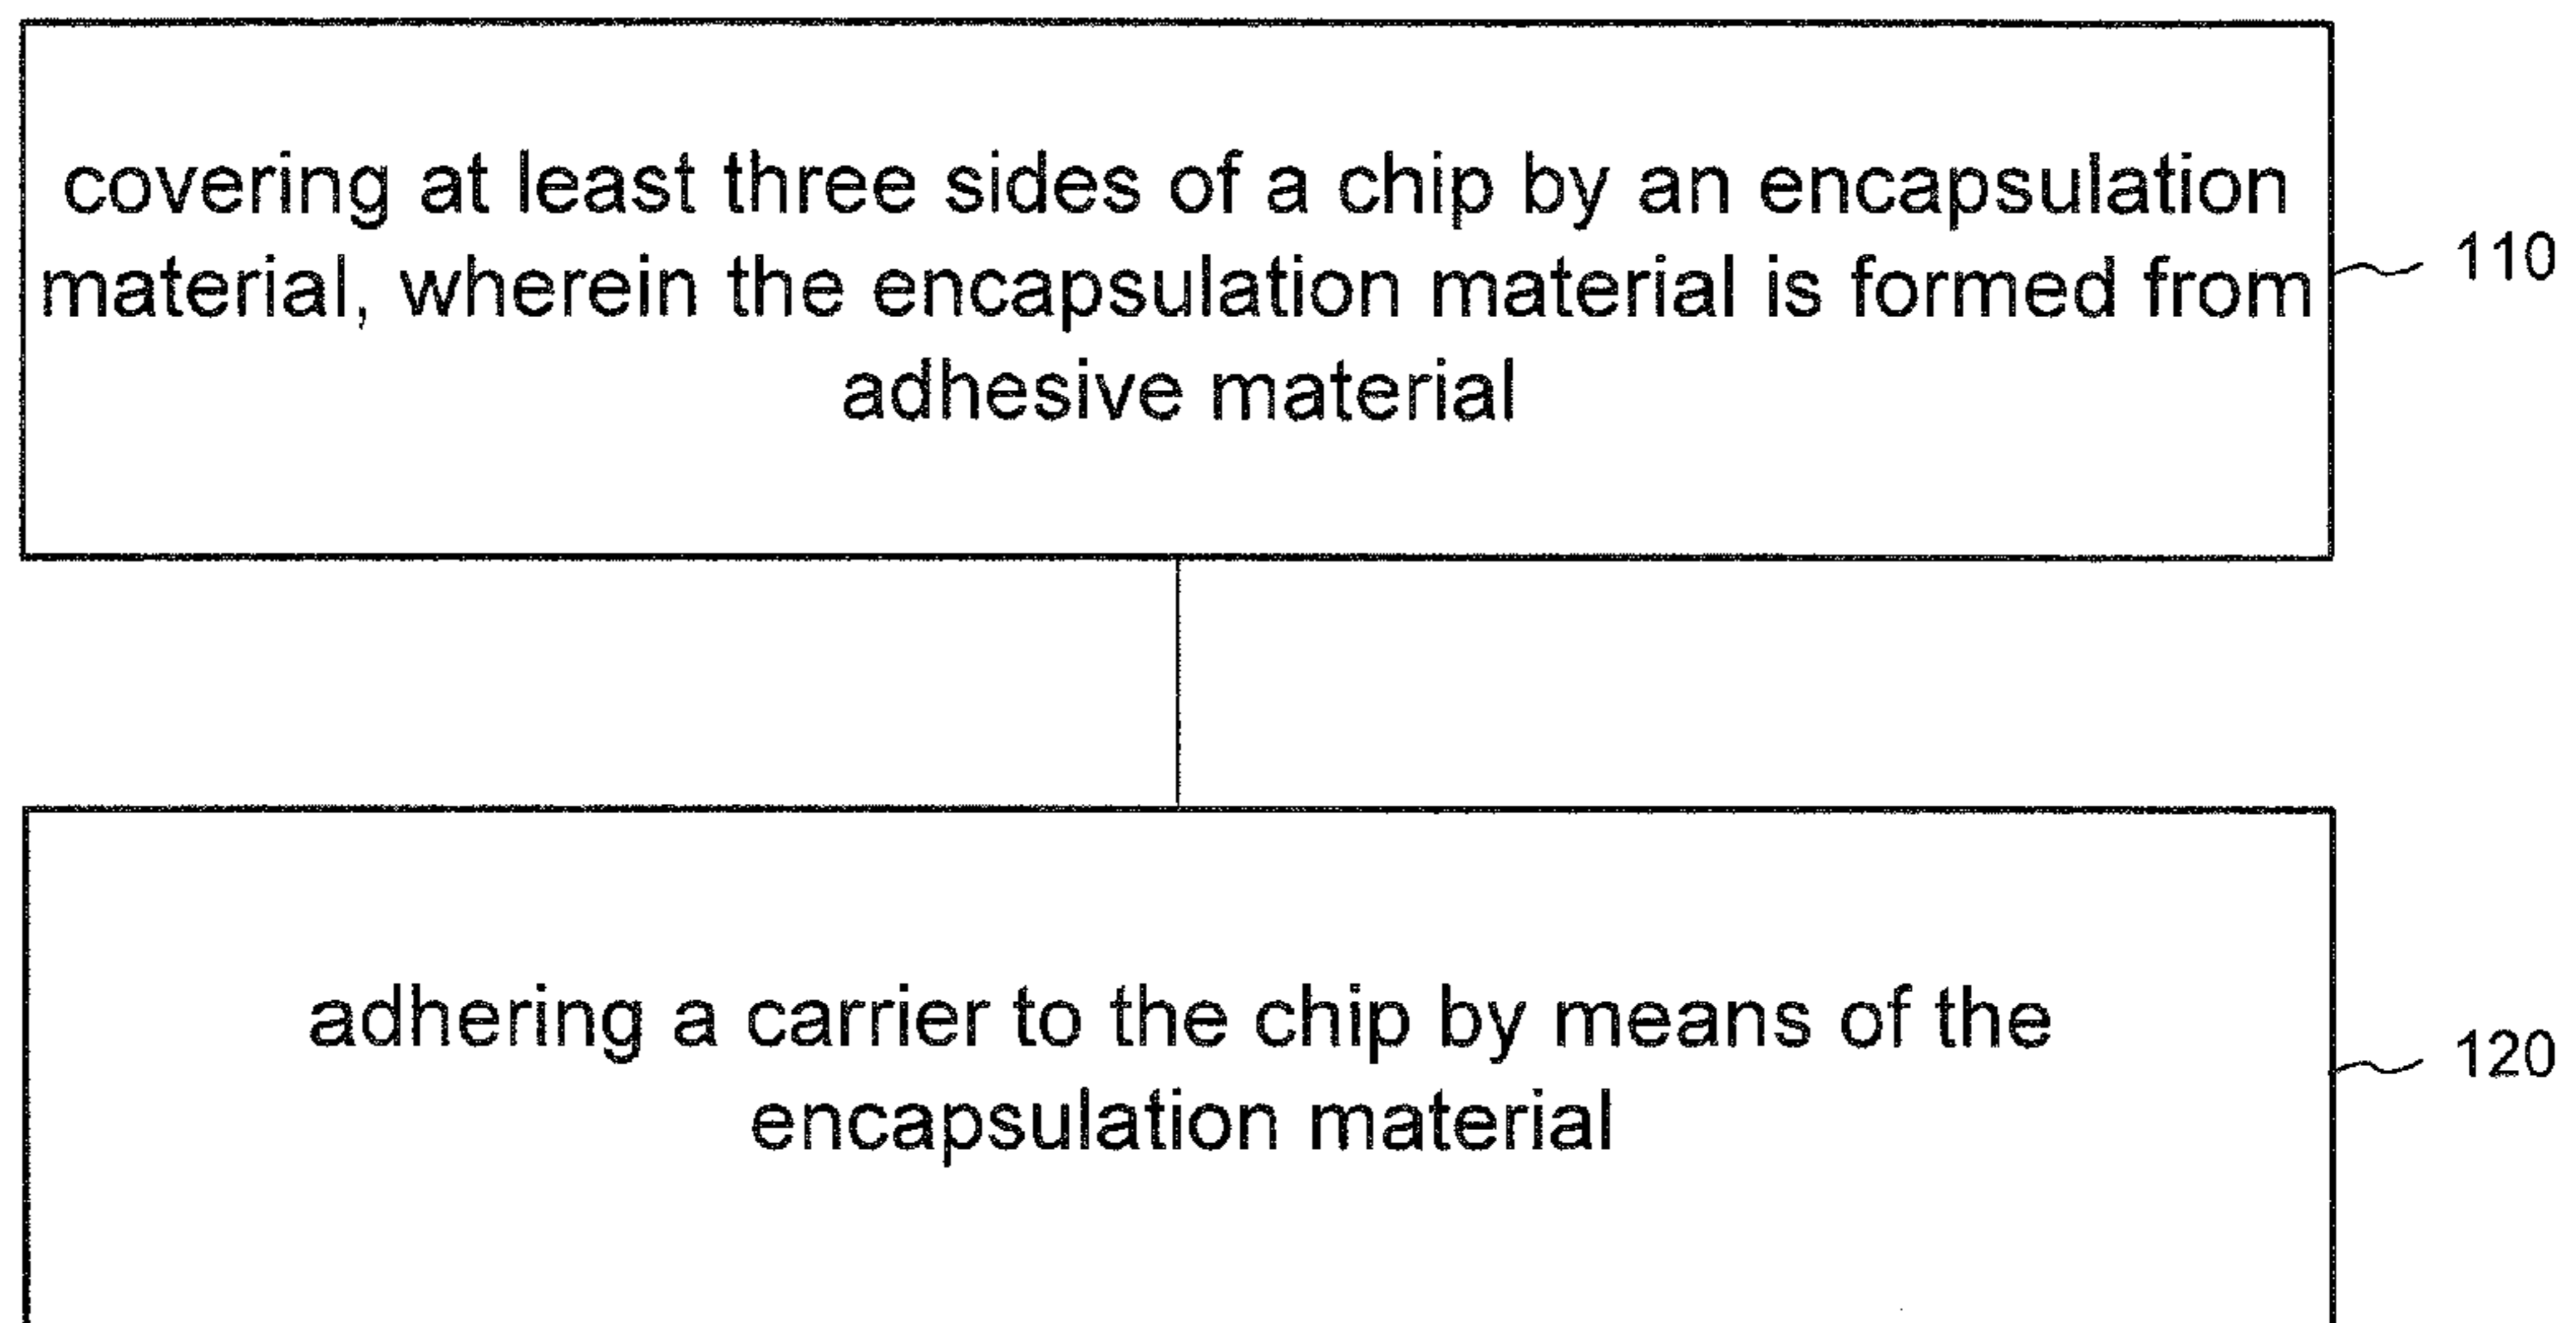 covering at least three sides of a chip by an encapsulation
material, wherein the encapsulation material is formed from
adhesive material
110
adhering a carrier to the chip by means of the
encapsulation material
120